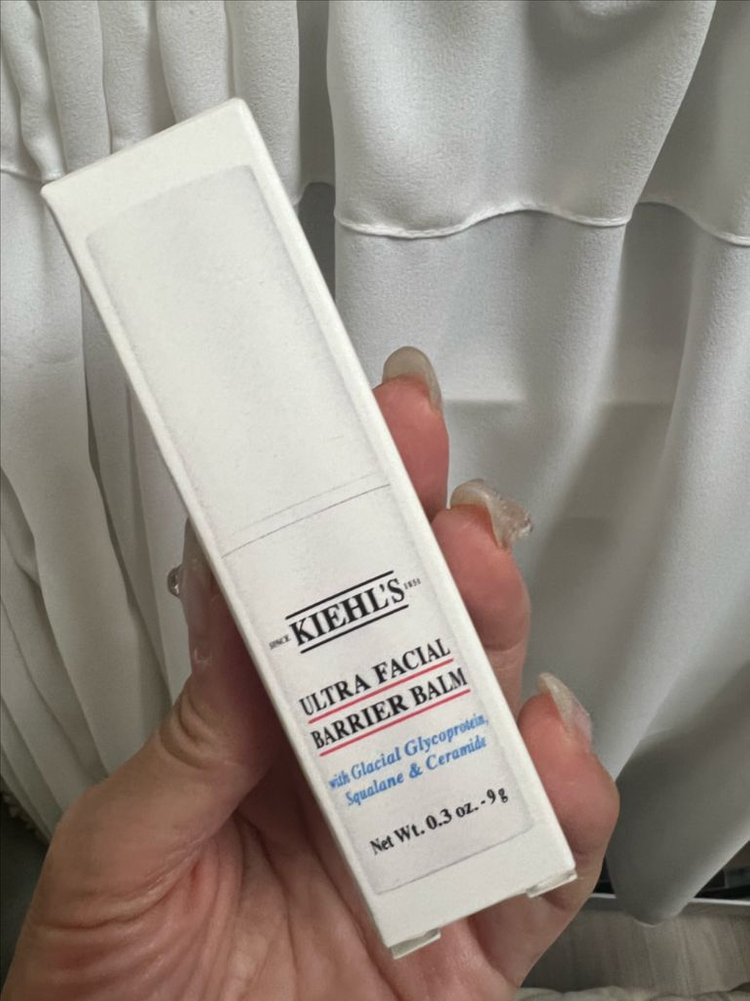 SINCE KIEHL'S 1851
ULTRA FACIAL
BARRIER BALM
with Glacial Glycoprotein,
Squalane & Ceramide
Net Wt. 0.3 oz. - 9 g